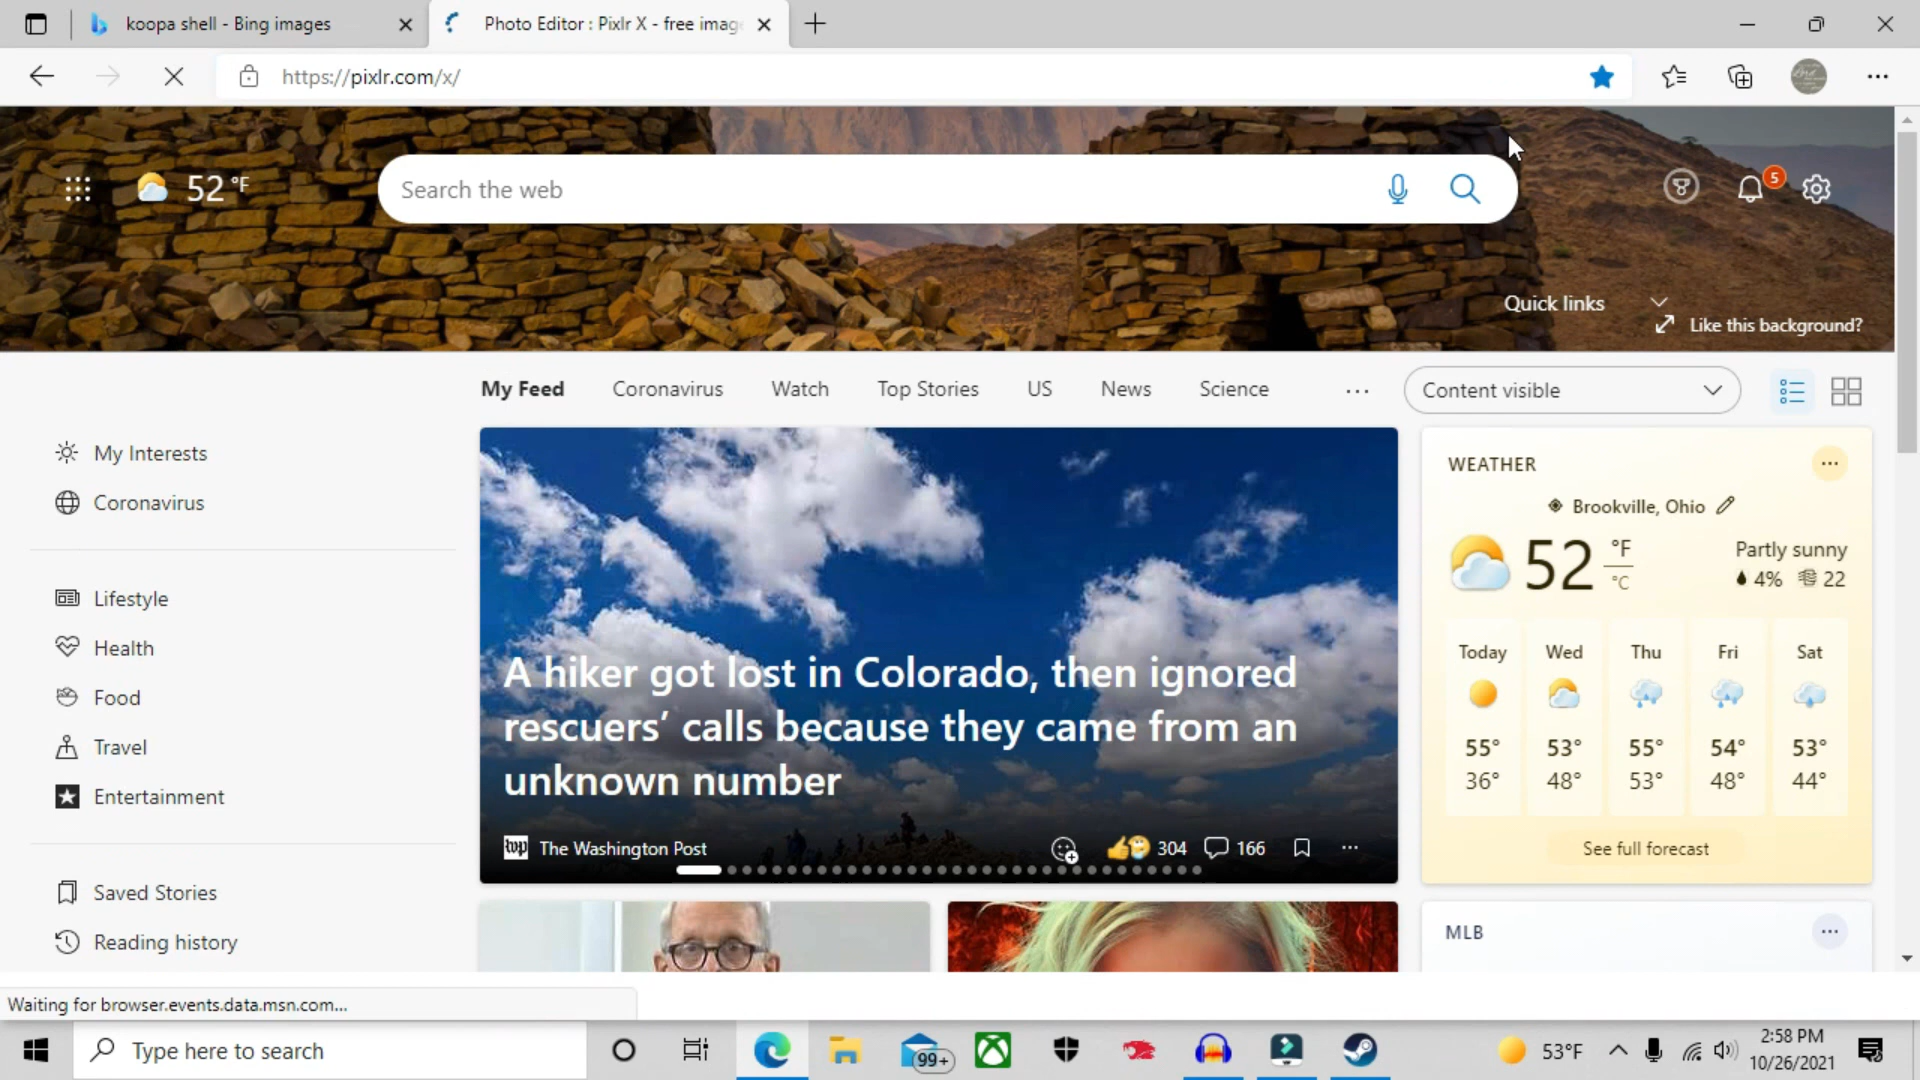 koopa shell - Bing images
Photo Editor : Pixlr X - free imag
https://pixlr.com/x/
52 °F
Search the web
5
Quick links
Like this background?
My Feed
Coronavirus
Watch
Top Stories
US
News
Science
Content visible
My Interests
Coronavirus
Lifestyle
Health
Food
Travel
Entertainment
Saved Stories
Reading history
A hiker got lost in Colorado, then ignored
rescuers’ calls because they came from an
unknown number
wp The Washington Post
304
166
WEATHER
Brookville, Ohio
52 °F
°C
Partly sunny
4% 22
Today Wed Thu Fri Sat
55° 53° 55° 54° 53°
36° 48° 53° 48° 44°
See full forecast
MLB
Waiting for browser.events.data.msn.com...
Type here to search
99+
53°F
2:58 PM
10/26/2021